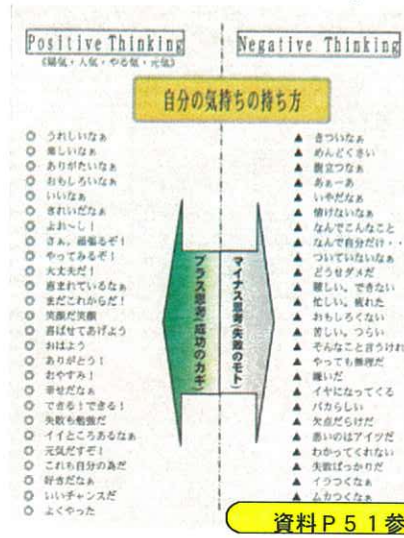 Positive Thinking
《陽気・人気・やる気・元気》
Negative Thinking
自分の気持ちの持ち方
◎ うれしいなぁ
◎ 楽しいなぁ
◎ ありがたいなぁ
◎ おもしろいなぁ
◎ いいなぁ
◎ きれいだなぁ
◎ よお～し!
◎ さぁ、頑張るぞ!
◎ やってみるぞ!
◎ 大丈夫だ!
◎ 恵まれているなぁ
◎ まだこれからだ!
◎ 笑顔だ笑顔
◎ 喜ばせてあげよう
◎ おはよう
◎ ありがとう!
◎ おやすみ!
◎ 幸せだなぁ
◎ できる!できる!
◎ 失敗も勉強だ
◎ イイところあるなぁ
◎ 元気だすぞ!
◎ これも自分の為だ
◎ 好きだなぁ
◎ いいチャンスだ
◎ よくやった
プラス思考(成功のカギ)
マイナス思考(失敗のモト)
▲ きついなぁ
▲ めんどくさい
▲ 腹立つなぁ
▲ あぁーあ
▲ いやだなぁ
▲ 情けないなぁ
▲ なんでこんなこと
▲ なんで自分だけ・・
▲ ついていないなぁ
▲ どうせダメだ
▲ 難しい。できない
▲ 忙しい。疲れた
▲ おもしろくない
▲ 苦しい。つらい
▲ そんなこと言うけれ
▲ やっても無理だ
▲ 嫌いだ
▲ イヤになってくる
▲ バカらしい
▲ 欠点だらけだ
▲ 悪いのはアイツだ
▲ わかってくれない
▲ 失敗ばっかりだ
▲ イラつくなぁ
▲ ムカつくなぁ
資料P51参